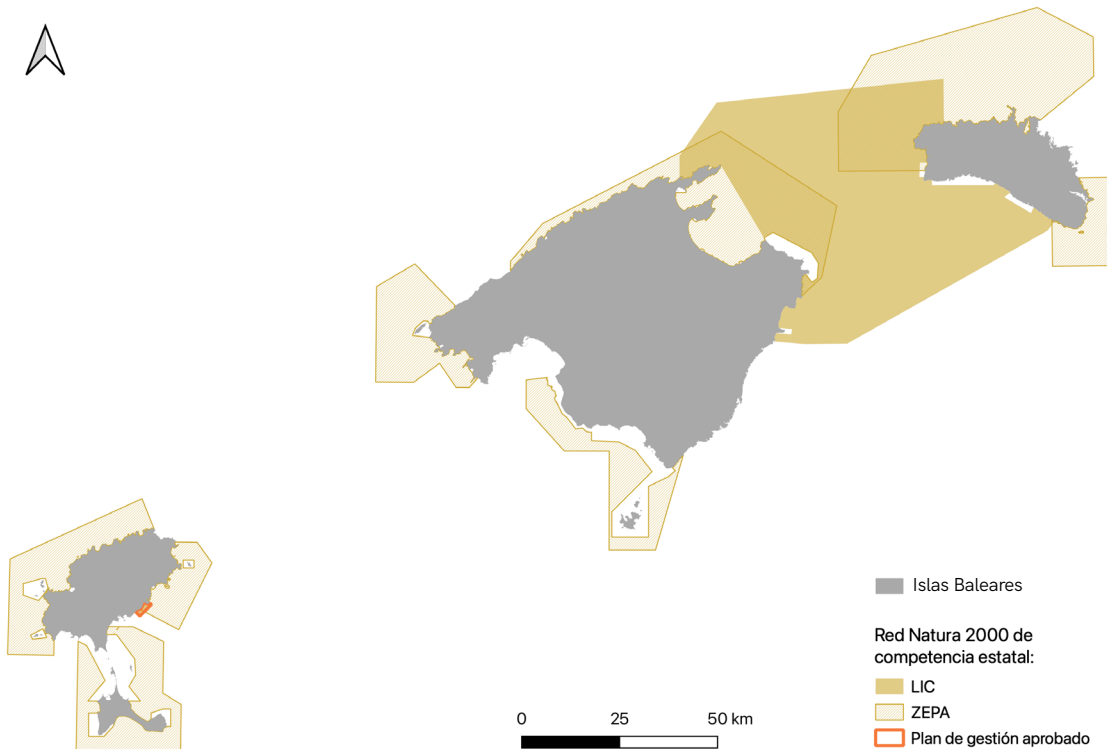 Islas Baleares
Red Natura 2000 de
competencia estatal:
LIC
ZEPA
Plan de gestión aprobado
0 25 50 km